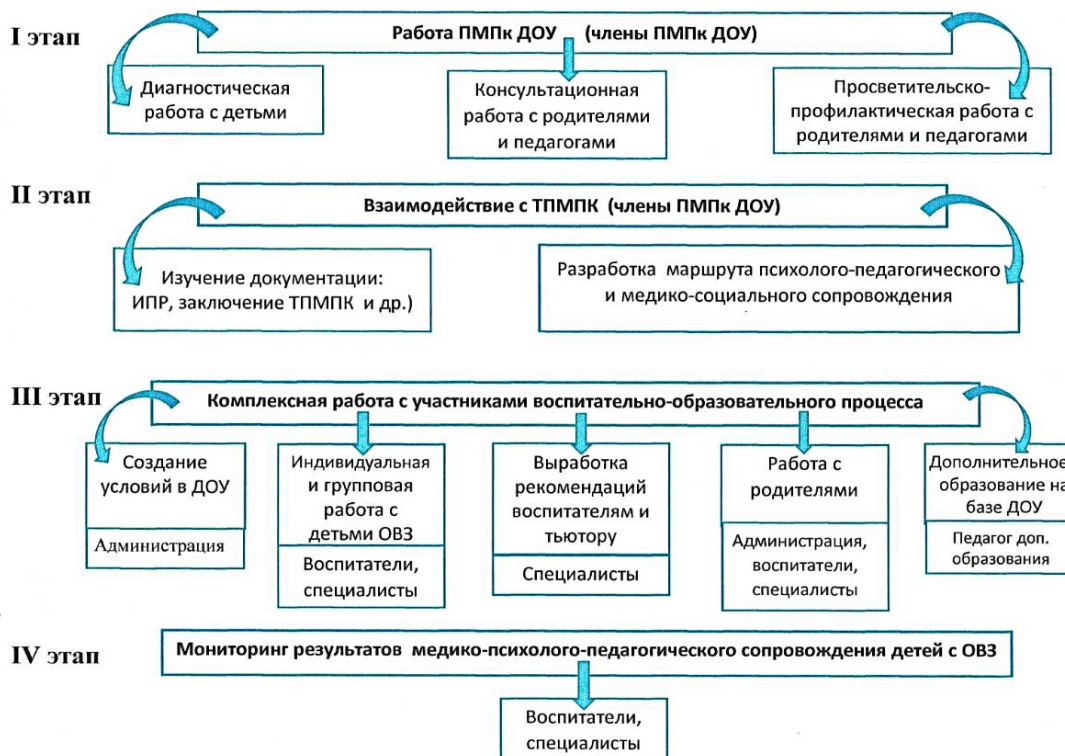 I этап
Работа ПМПк ДОУ (члены ПМПк ДОУ)
Диагностическая
работа с детьми
Консультационная
работа с родителями
и педагогами
Просветительско-
профилактическая работа с
родителями и педагогами
II этап
Взаимодействие с ТПМПК (члены ПМПк ДОУ)
Изучение документации:
ИПР, заключение ТПМПК и др.)
Разработка маршрута психолого-педагогического
и медико-социального сопровождения
III этап
Комплексная работа с участниками воспитательно-образовательного процесса
Создание
условий в ДОУ
Администрация
Индивидуальная
и групповая
работа с
детьми ОВЗ
Воспитатели,
специалисты
Выработка
рекомендаций
воспитателям и
тьютору
Специалисты
Работа с
родителями
Администрация,
воспитатели,
специалисты
Дополнительное
образование на
базе ДОУ
Педагог доп.
образования
IV этап
Мониторинг результатов медико-психолого-педагогического сопровождения детей с ОВЗ
Воспитатели,
специалисты